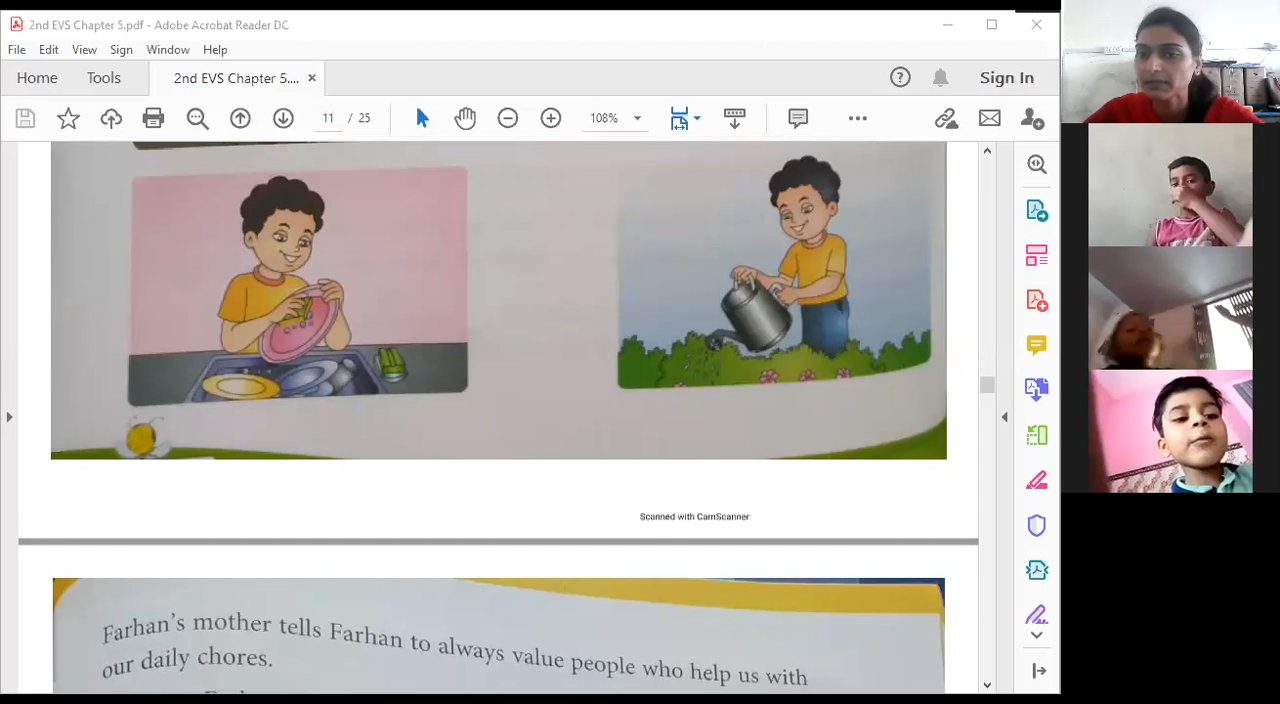 2nd EVS Chapter 5.pdf - Adobe Acrobat Reader DC
File Edit View Sign Window Help
Home Tools 2nd EVS Chapter 5.... × Sign In
11 / 25 108%
Scanned with CamScanner
Farhan's mother tells Farhan to always value people who help us with
our daily chores.